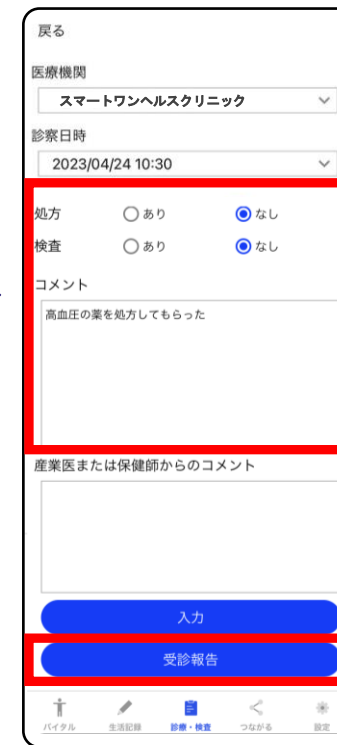 戻る
医療機関
スマートワンヘルスクリニック
診察日時
2023/04/24 10:30
処方 あり なし
検査 あり なし
コメント
高血圧の薬を処方してもらった
産業医または保健師からのコメント
入力
受診報告
バイタル 生活記録 診療・検査 つながる 設定